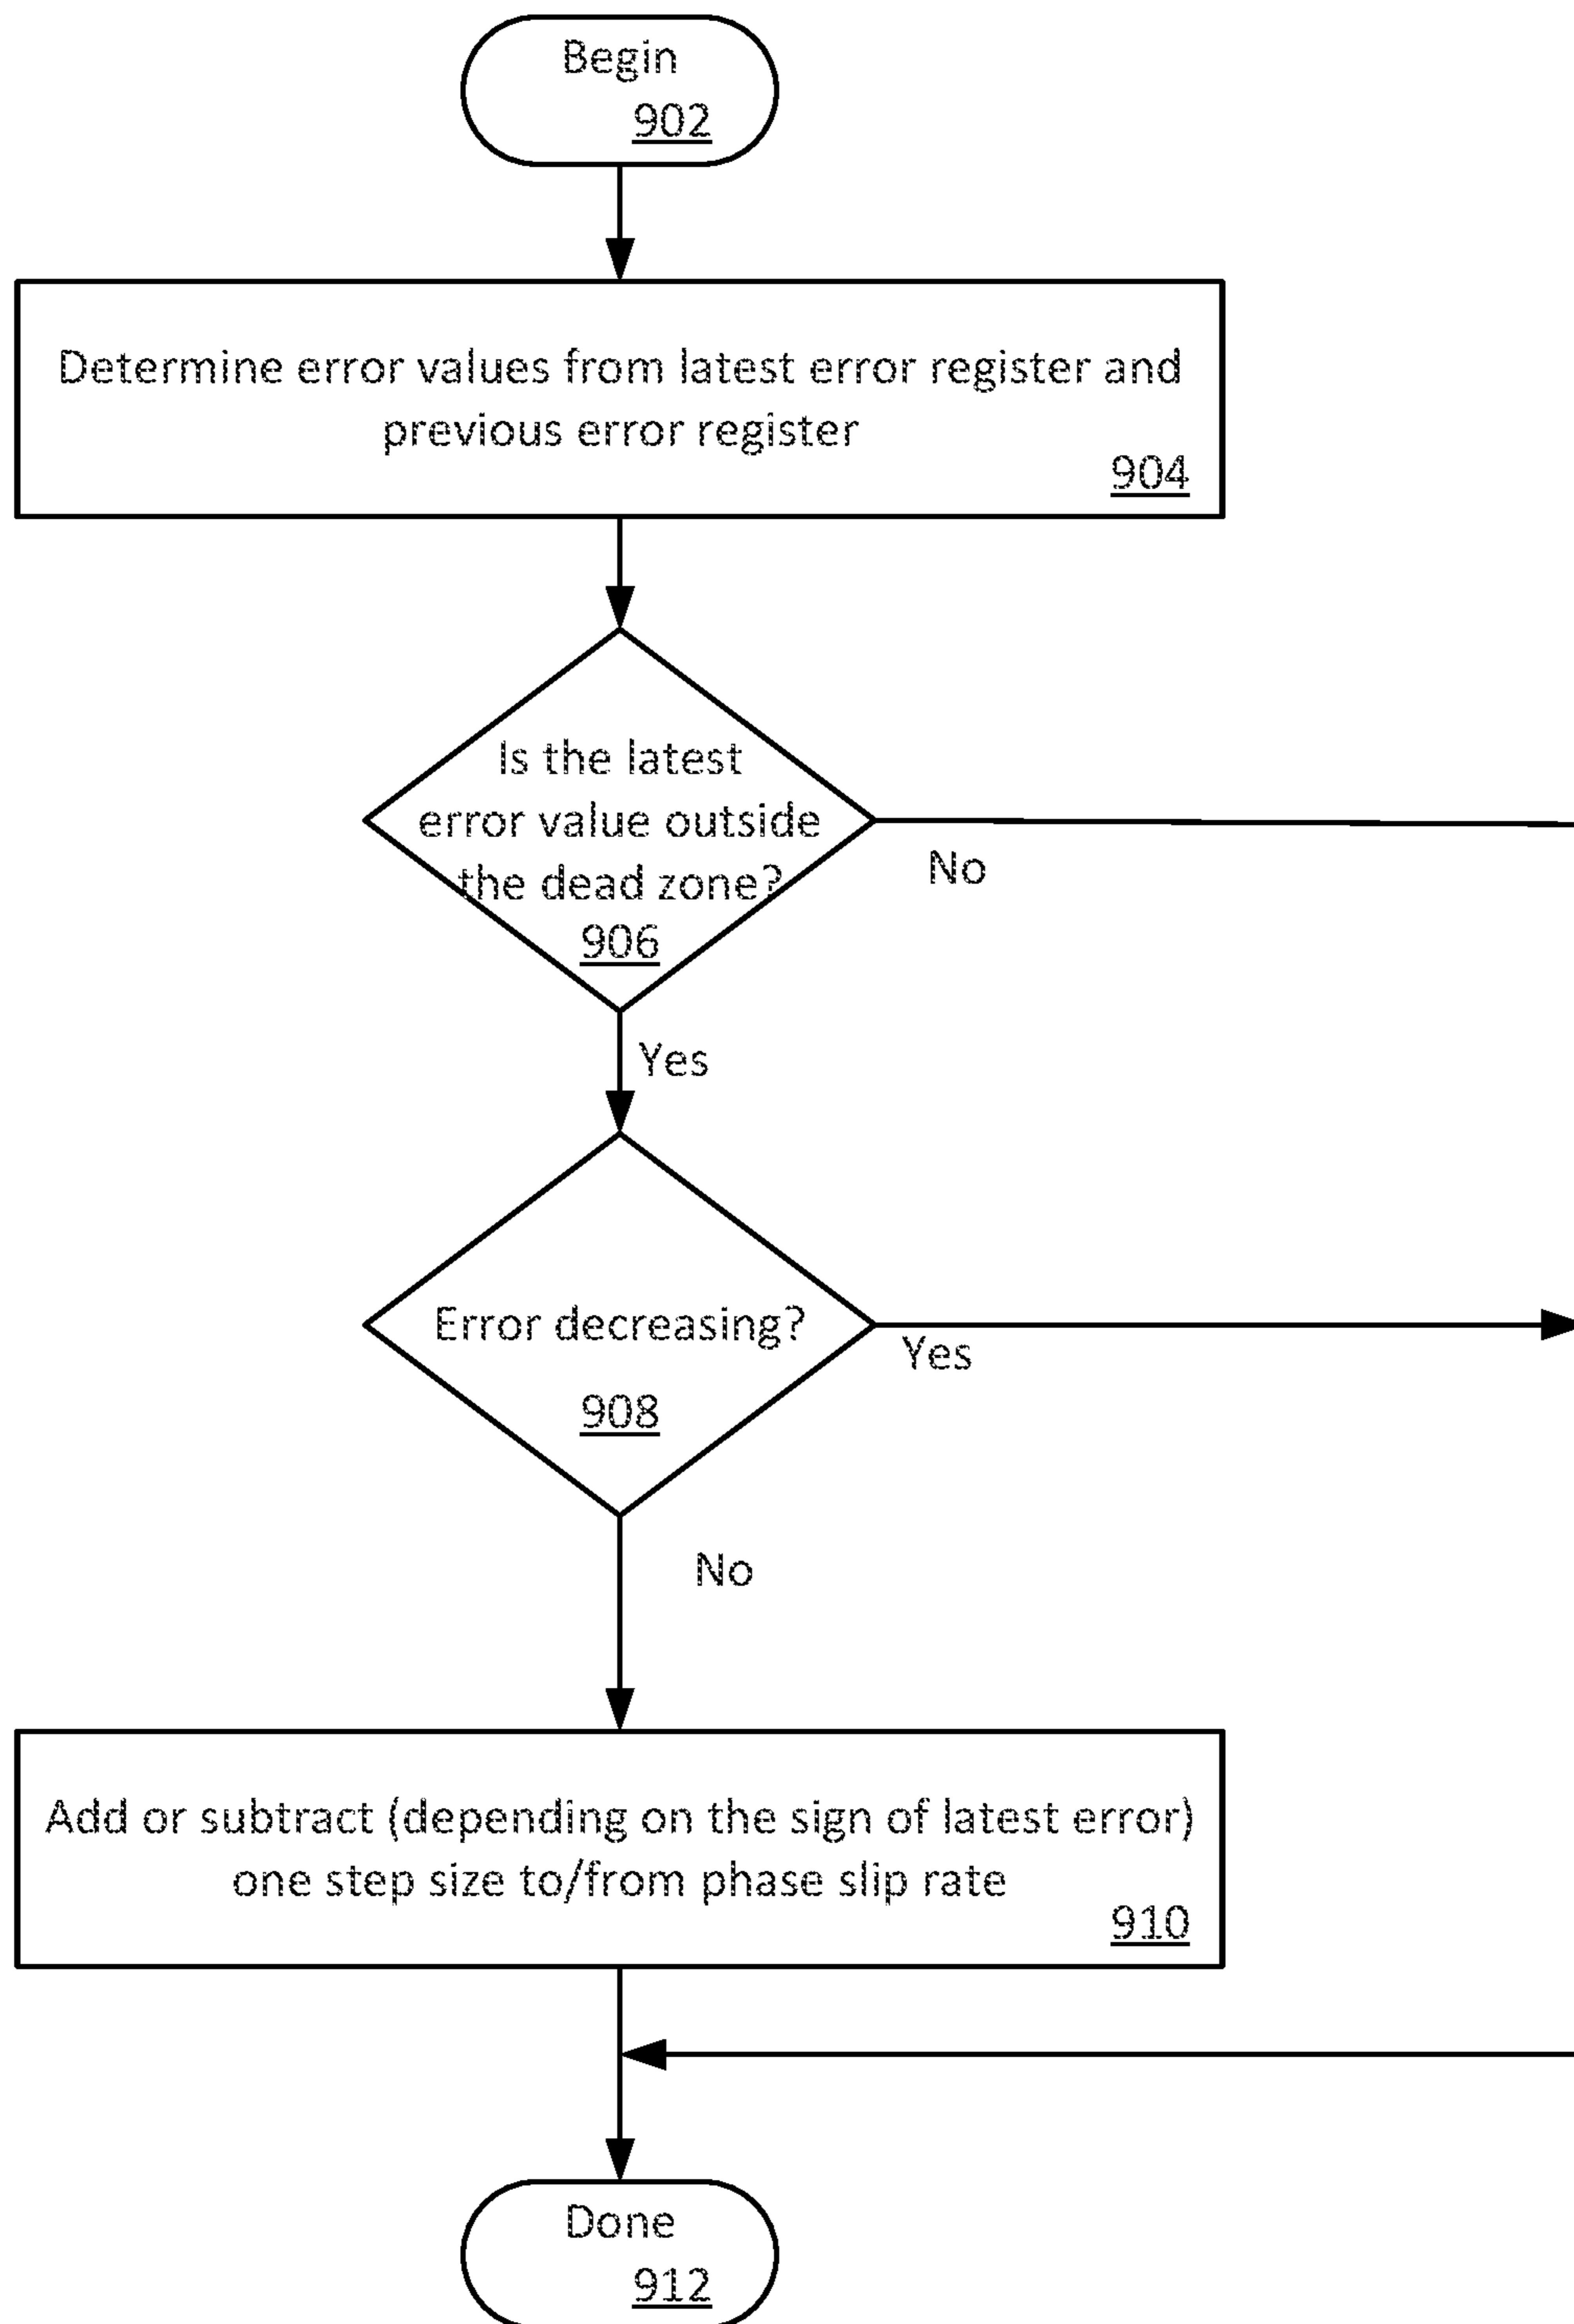 Begin
902
Determine error values from latest error register and
previous error register
904
Is the latest
error value outside
the dead zone?
906
No
Yes
Error decreasing?
908
Yes
No
Add or subtract (depending on the sign of latest error)
one step size to/from phase slip rate
910
Done
912